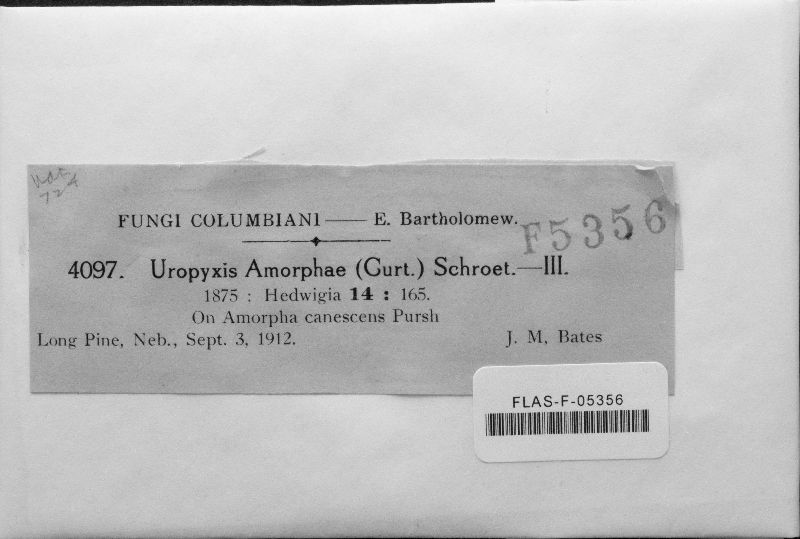 724
FUNGI COLUMBIANI — E. Bartholomew.
F5356
4097. Uropyxis Amorphae (Curt.) Schroet.—III.
1875 : Hedwigia 14 : 165.
On Amorpha canescens Pursh
Long Pine, Neb., Sept. 3, 1912. J. M, Bates
FLAS-F-05356